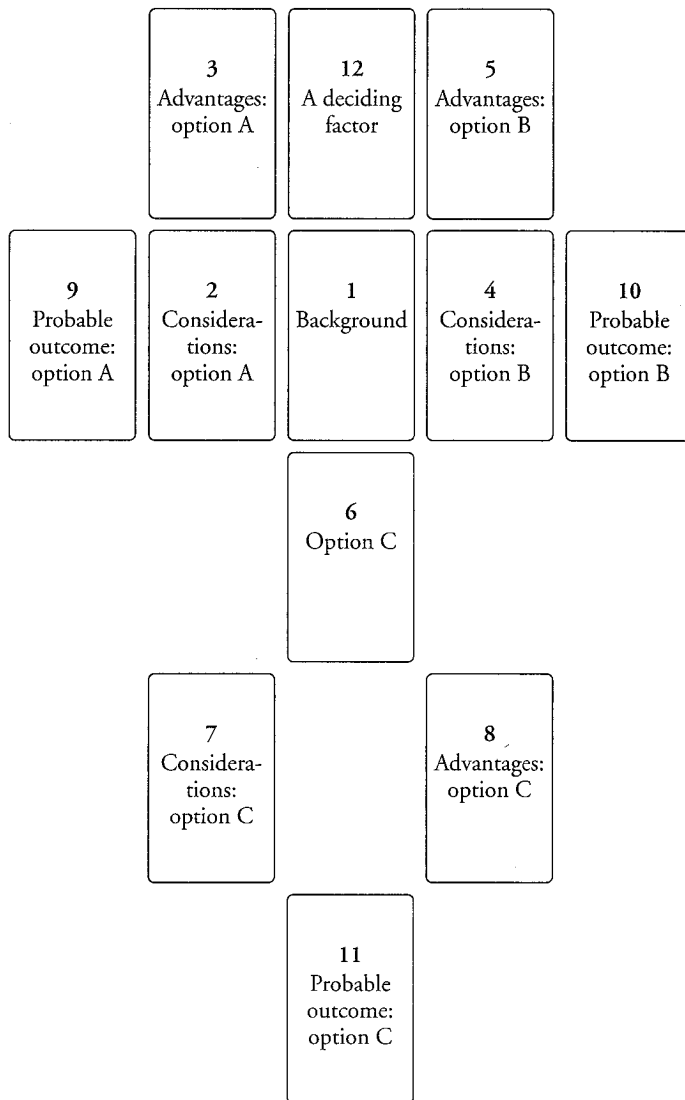 3
Advantages:
option A
12
A deciding
factor
5
Advantages:
option B
9
Probable
outcome:
option A
2
Considera-
tions:
option A
1
Background
4
Considera-
tions:
option B
10
Probable
outcome:
option B
6
Option C
7
Considera-
tions:
option C
8
Advantages:
option C
11
Probable
outcome:
option C